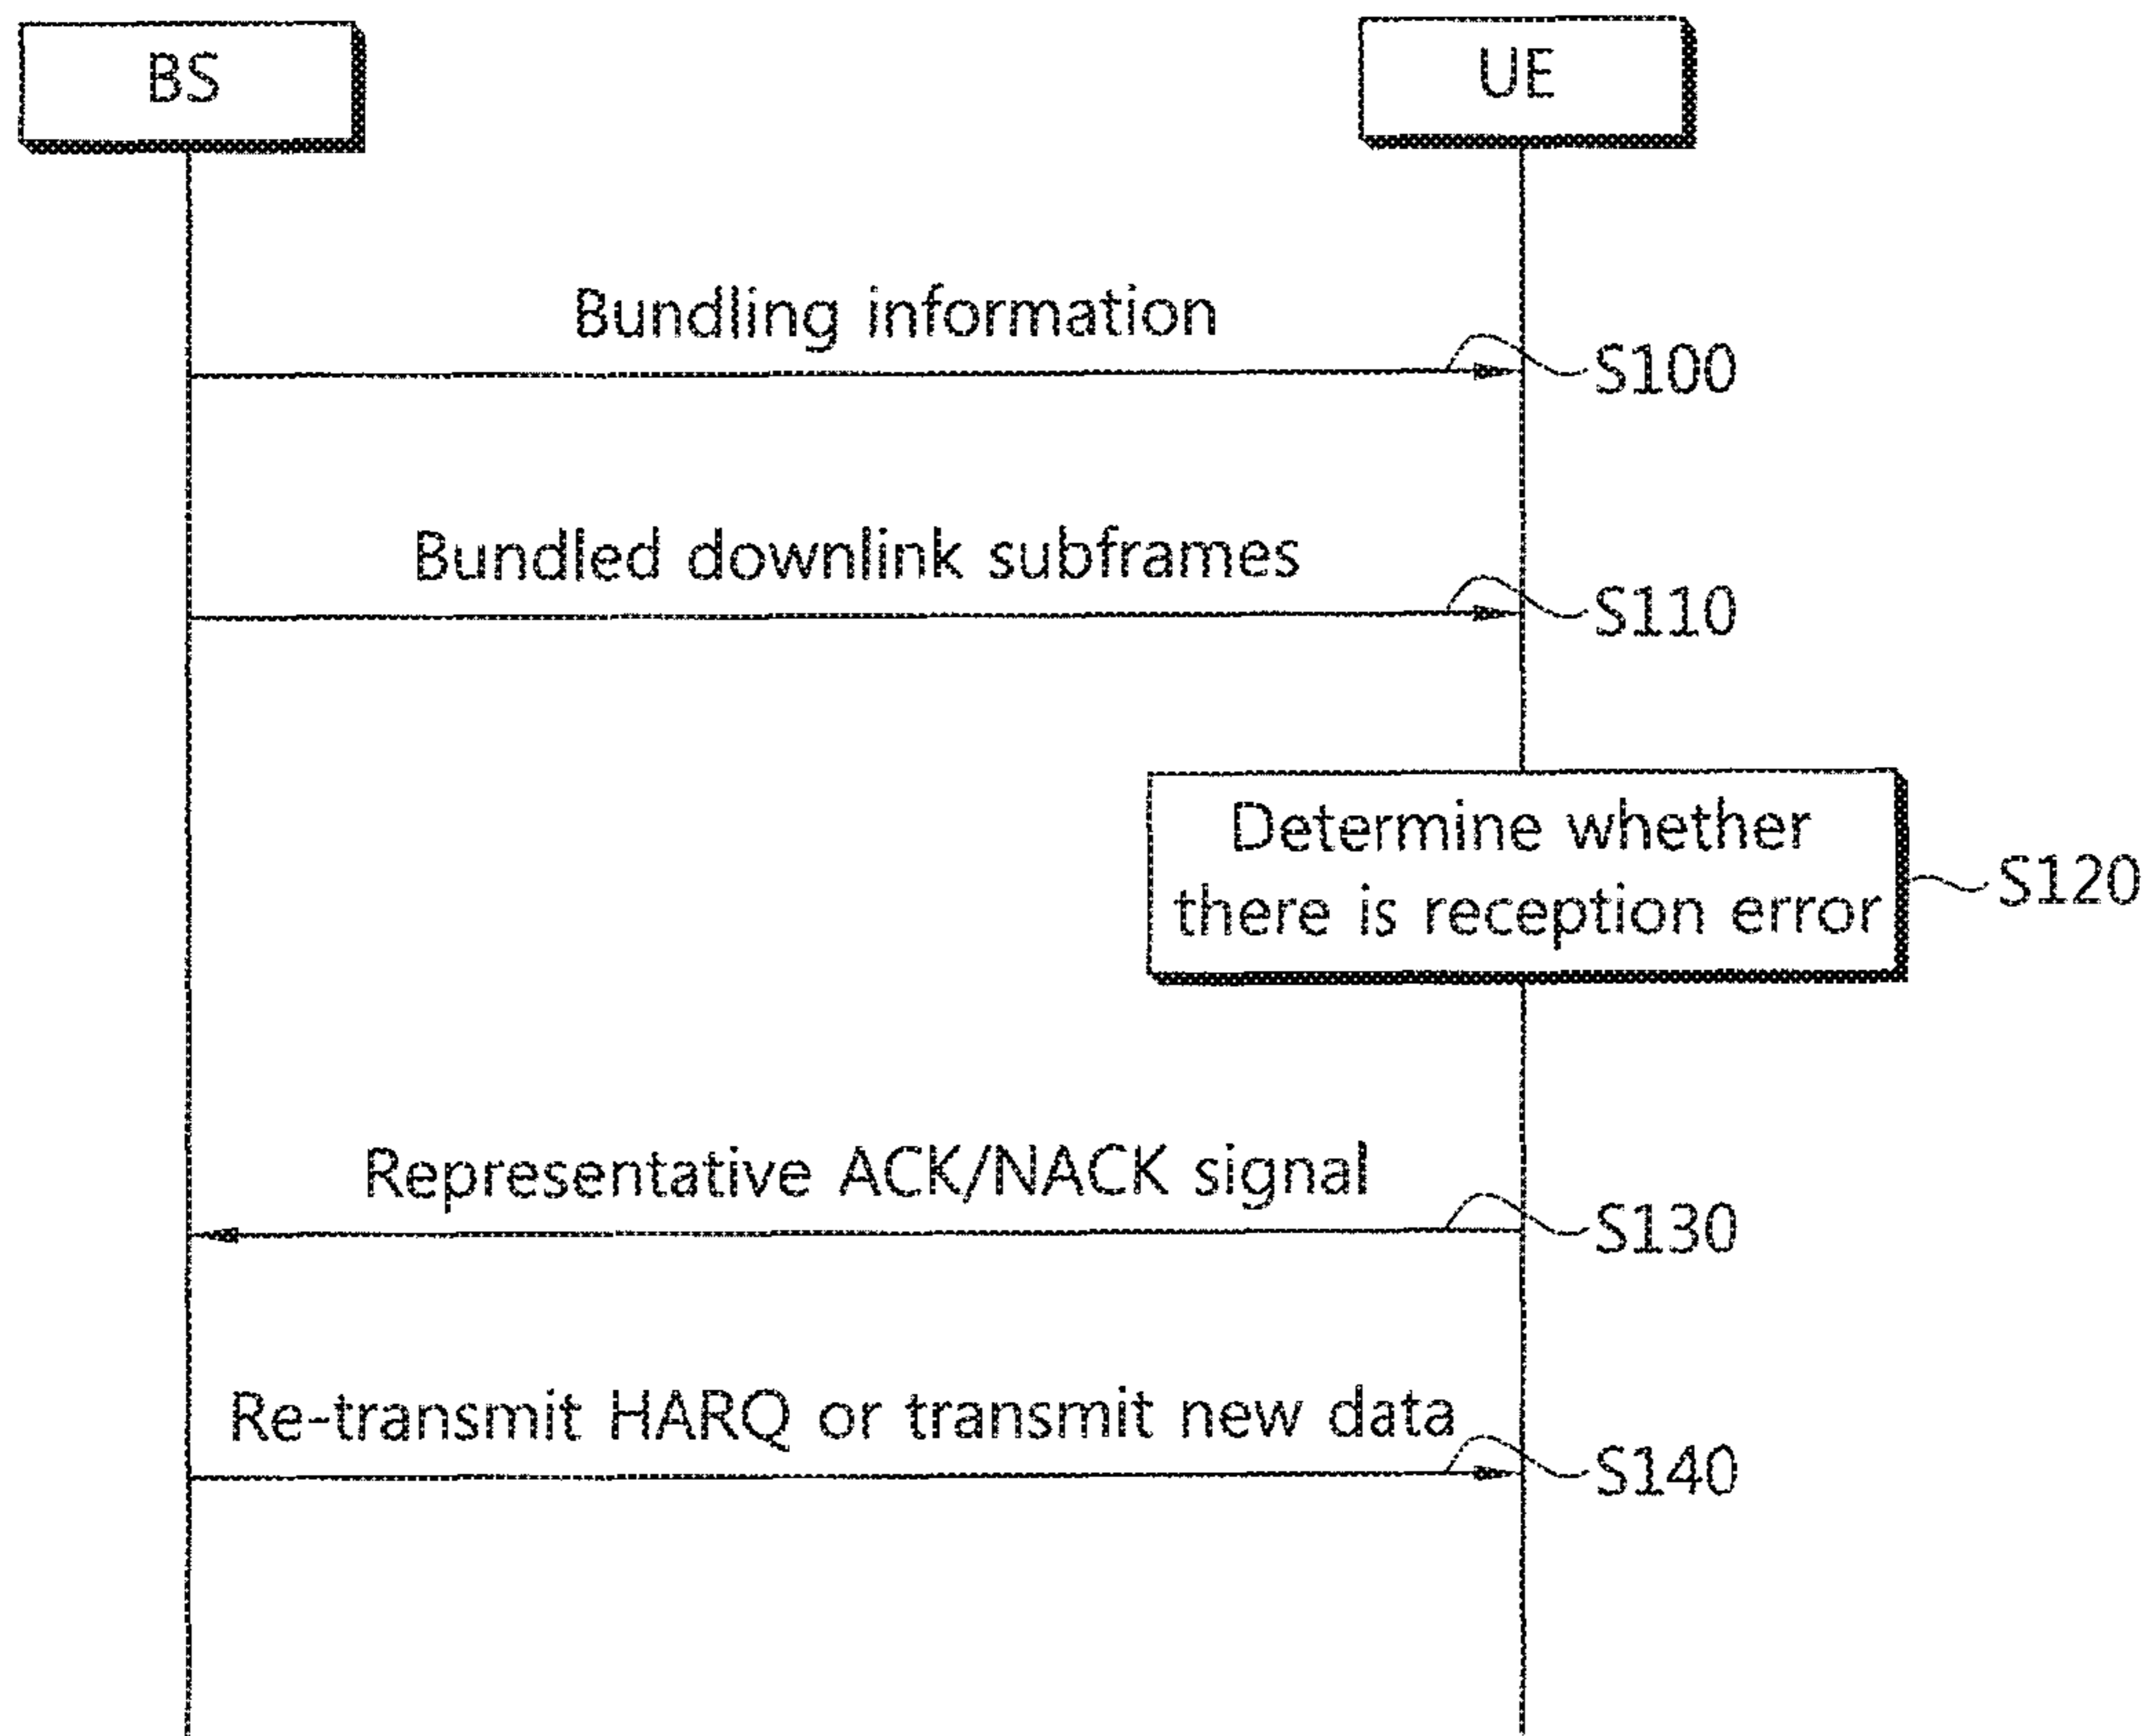 BS
UE
Bundling information
S100
Bundled downlink subframes
S110
Determine whether
there is reception error
S120
Representative ACK/NACK signal
S130
Re-transmit HARQ or transmit new data
S140